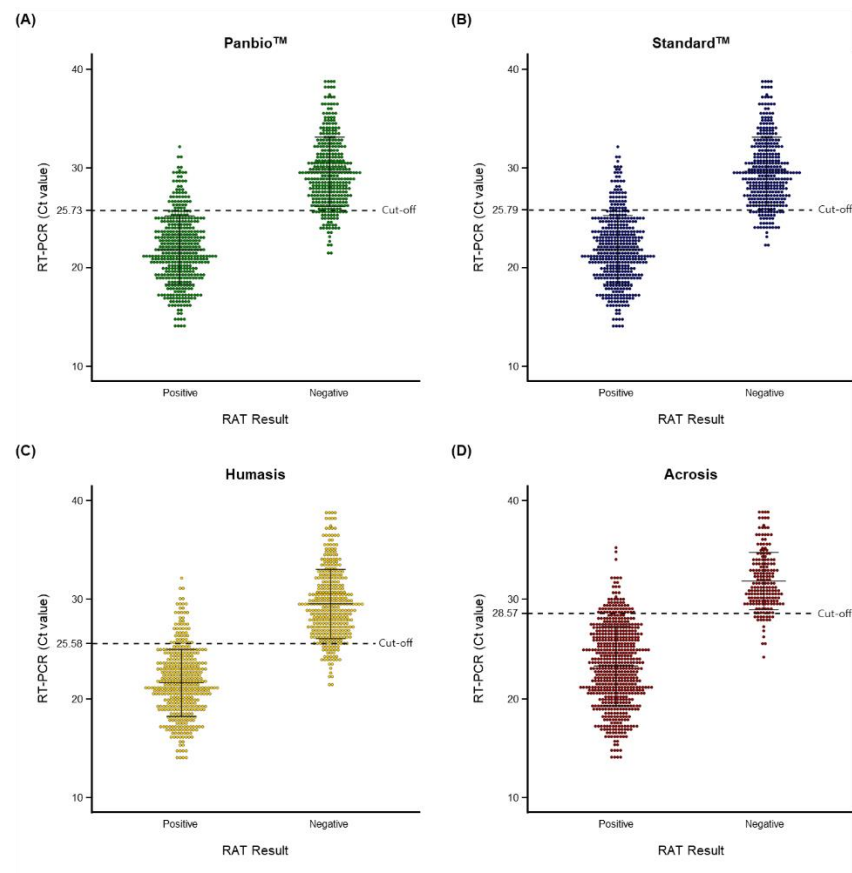 (A)
Panbio™
40
30
25.73
Cut-off
20
10
RT-PCR (Ct value)
Positive
Negative
RAT Result
(B)
Standard™
40
30
25.79
Cut-off
20
10
RT-PCR (Ct value)
Positive
Negative
RAT Result
(C)
Humasis
40
30
25.58
Cut-off
20
10
RT-PCR (Ct value)
Positive
Negative
RAT Result
(D)
Acrosis
40
30
28.57
Cut-off
20
10
RT-PCR (Ct value)
Positive
Negative
RAT Result